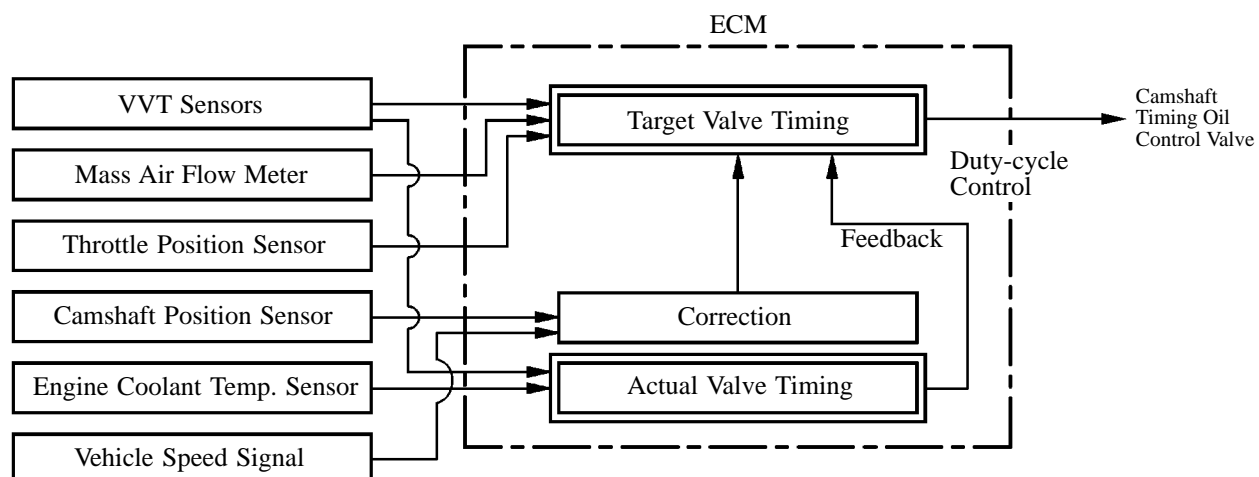 ECM
VVT Sensors
Mass Air Flow Meter
Throttle Position Sensor
Camshaft Position Sensor
Engine Coolant Temp. Sensor
Vehicle Speed Signal
Target Valve Timing
Feedback
Correction
Actual Valve Timing
Duty-cycle
Control
Camshaft
Timing Oil
Control Valve